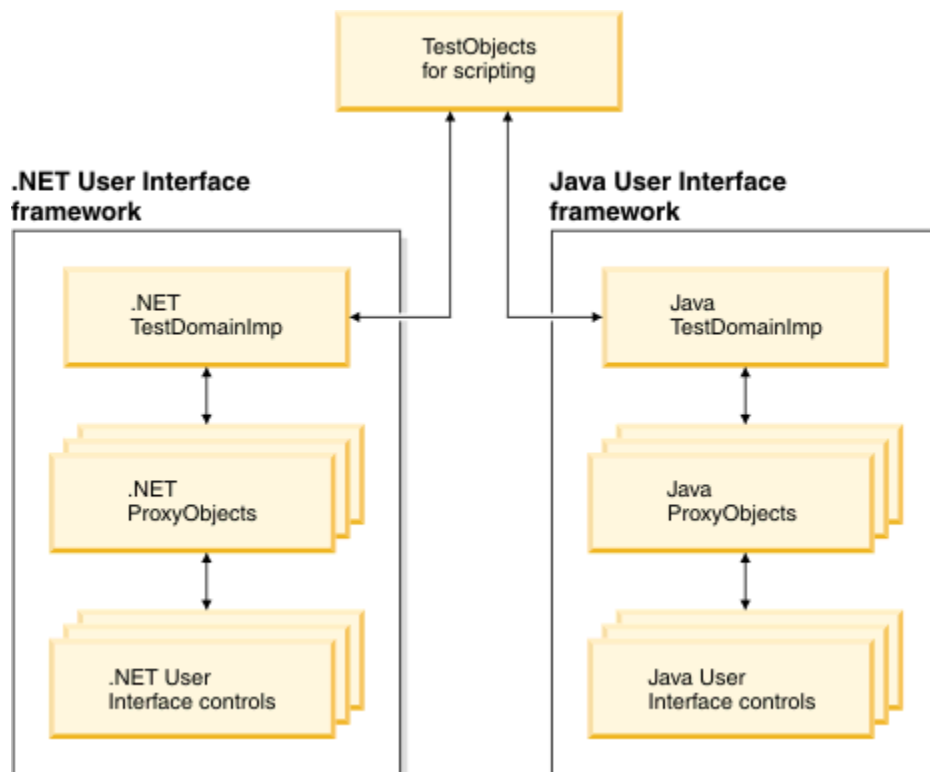 TestObjects
for scripting
.NET User Interface
framework
.NET
TestDomainImp
.NET
ProxyObjects
.NET User
Interface controls
Java User Interface
framework
Java
TestDomainImp
Java
ProxyObjects
Java User
Interface controls